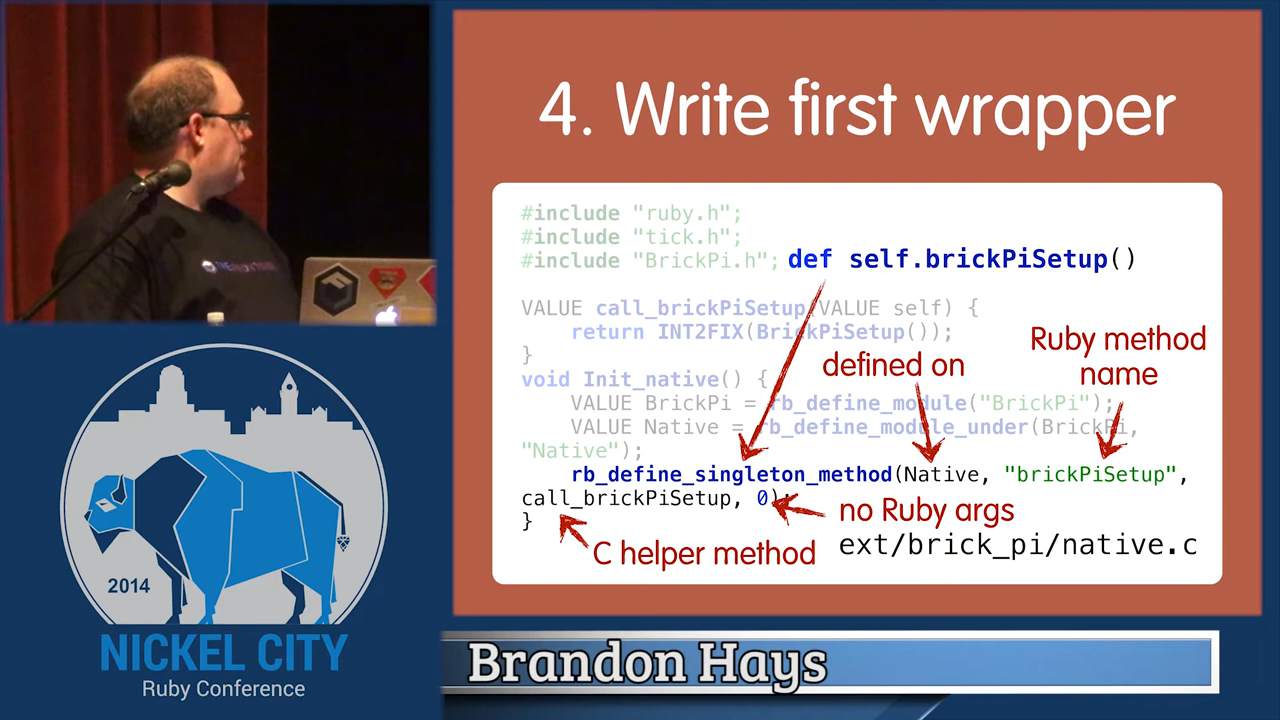 4. Write first wrapper
#include "ruby.h";
#include "tick.h";
#include "BrickPi.h";
def self.brickPiSetup()
VALUE call_brickPiSetup(VALUE self) {
return INT2FIX(BrickPiSetup());
}
Ruby method
name
defined on
void Init_native() {
VALUE BrickPi = rb_define_module("BrickPi");
VALUE Native = rb_define_module_under(BrickPi,
"Native");
rb_define_singleton_method(Native, "brickPiSetup",
call_brickPiSetup, 0);
}
no Ruby args
C helper method
ext/brick_pi/native.c
2014
NICKEL CITY
Ruby Conference
Brandon Hays